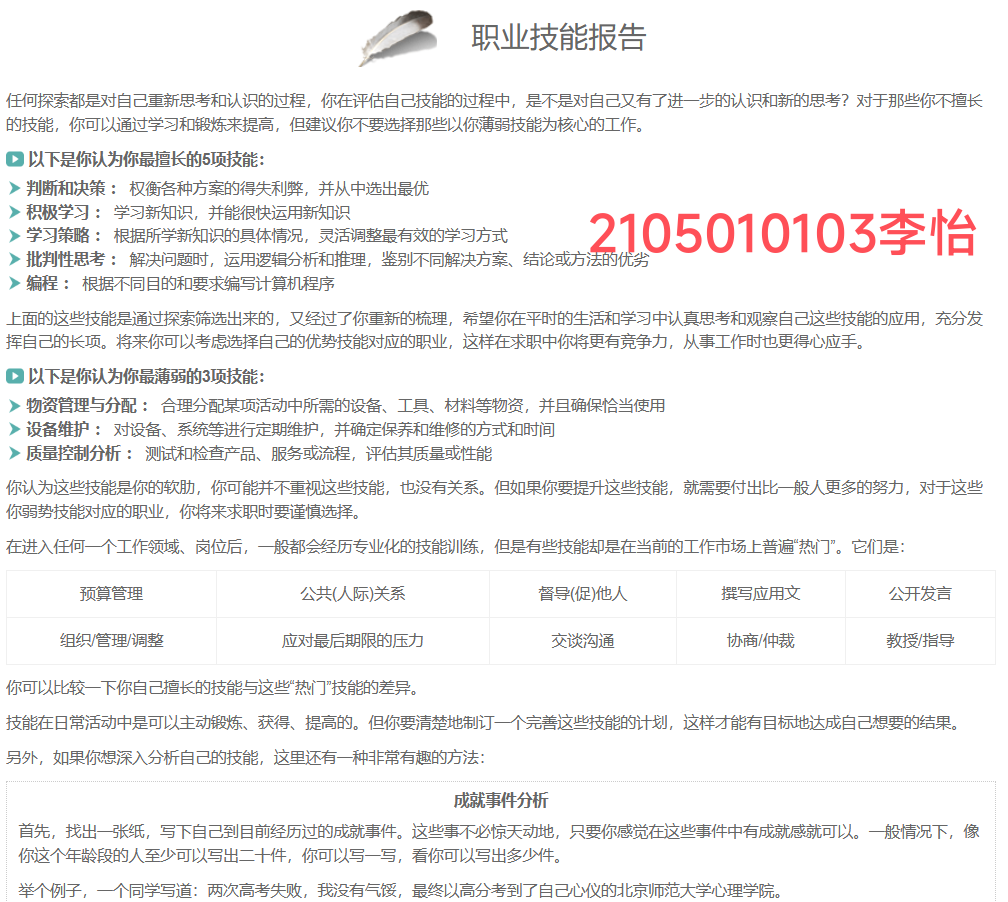 职业技能报告
任何探索都是对自己重新思考和认识的过程，你在评估自己技能的过程中，是不是对自己又有了进一步的认识和新的思考？对于那些你不擅长
的技能，你可以通过学习和锻炼来提高，但建议你不要选择那些以你薄弱技能为核心的工作。
以下是你认为你最擅长的5项技能：
判断和决策： 权衡各种方案的得失利弊，并从中选出最优
积极学习： 学习新知识，并能很快运用新知识
学习策略： 根据所学新知识的具体情况，灵活调整最有效的学习方式
2105010103李怡
批判性思考： 解决问题时，运用逻辑分析和推理，鉴别不同解决方案、结论或方法的优劣
编程： 根据不同目的和要求编写计算机程序
上面的这些技能是通过探索筛选出来的，又经过了你重新的梳理，希望你在平时的生活和学习中认真思考和观察自己这些技能的应用，充分发
挥自己的长项。将来你可以考虑选择自己的优势技能对应的职业，这样在求职中你将更有竞争力，从事工作时也更得心应手。
以下是你认为你最薄弱的3项技能：
物资管理与分配： 合理分配某项活动中所需的设备、工具、材料等物资，并且确保恰当使用
设备维护： 对设备、系统等进行定期维护，并确定保养和维修的方式和时间
质量控制分析： 测试和检查产品、服务或流程，评估其质量或性能
你认为这些技能是你的软肋，你可能并不重视这些技能，也没有关系。但如果你要提升这些技能，就需要付出比一般人更多的努力，对于这些
你弱势技能对应的职业，你将来求职时要谨慎选择。
在进入任何一个工作领域、岗位后，一般都会经历专业化的技能训练，但是有些技能却是在当前的工作市场上普遍“热门”。它们是：
预算管理 公共(人际)关系 督导(促)他人 撰写应用文 公开发言
组织/管理/调整 应对最后期限的压力 交谈沟通 协商/仲裁 教授/指导
你可以比较一下你自己擅长的技能与这些“热门”技能的差异。
技能在日常活动中是可以主动锻炼、获得、提高的。但你要清楚地制订一个完善这些技能的计划，这样才能有目标地达成自己想要的结果。
另外，如果你想深入分析自己的技能，这里还有一种非常有趣的方法：
成就事件分析
首先，找出一张纸，写下自己到目前经历过的成就事件。这些事不必惊天动地，只要你感觉在这些事件中有成就感就可以。一般情况下，像
你这个年龄段的人至少可以写出二十件，你可以写一写，看你可以写出多少件。
举个例子，一个同学写道：两次高考失败，我没有气馁，最终以高分考到了自己心仪的北京师范大学心理学院。